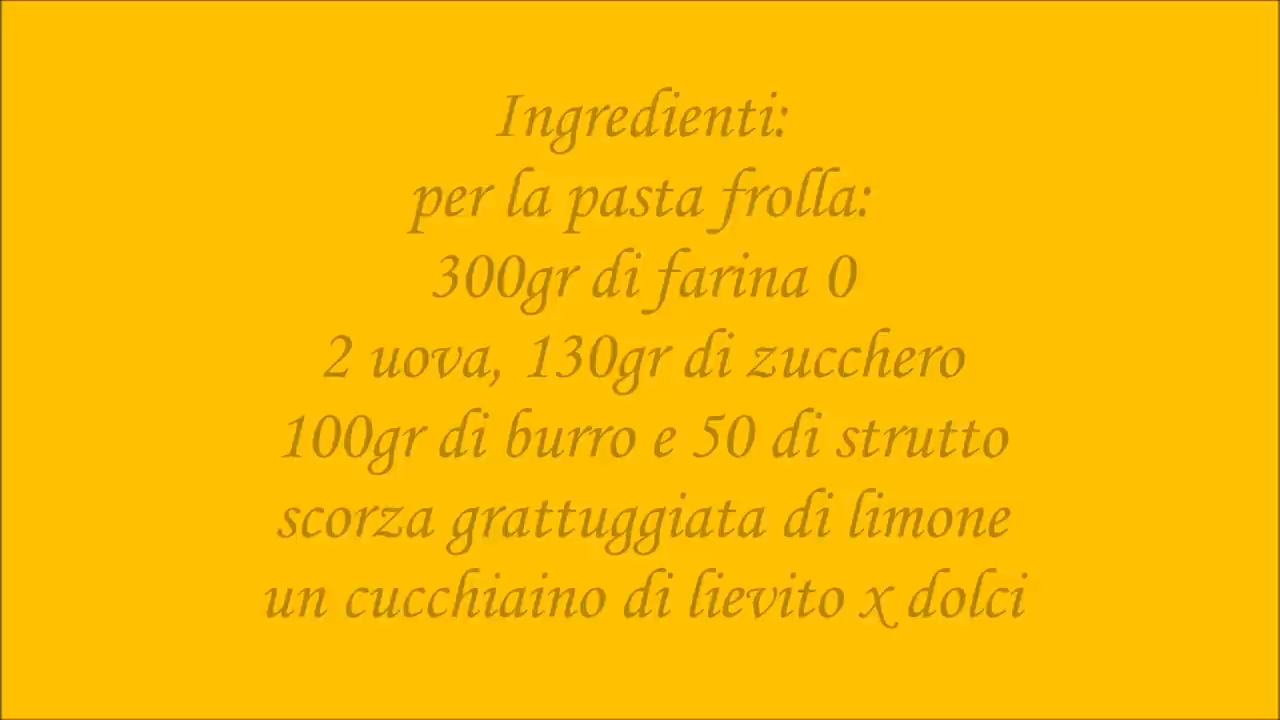 Ingredienti:
per la pasta frolla:
300gr di farina 0
2 uova, 130gr di zucchero
100gr di burro e 50 di strutto
scorza grattuggiata di limone
un cucchiaino di lievito x dolci